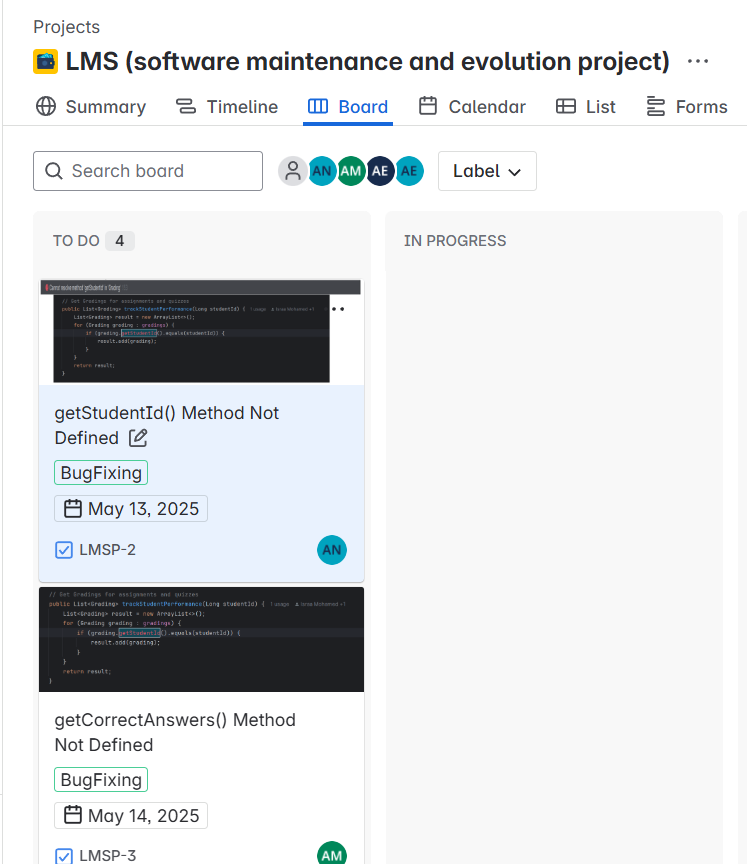 Projects
LMS (software maintenance and evolution project)
Summary
Timeline
Board
Calendar
List
Forms
Search board
AN
AM
AE
AE
Label
TO DO 4
IN PROGRESS
Cannot resolve method 'getStudentId' in 'Grading'
// Get Gradings for assignments and quizzes
public List<Grading> trackStudentPerformance(Long studentId) { 1 usage
List<Grading> result = new ArrayList<>();
for (Grading grading : gradings) {
if (grading.getStudentId().equals(studentId)) {
result.add(grading);
}
}
return result;
}
getStudentId() Method Not
Defined
BugFixing
May 13, 2025
LMSP-2
AN
// Get Gradings for assignments and quizzes
public List<Grading> trackStudentPerformance(Long studentId) { 1 usage
List<Grading> result = new ArrayList<>();
for (Grading grading : gradings) {
if (grading.getStudentId().equals(studentId)) {
result.add(grading);
}
}
return result;
}
getCorrectAnswers() Method
Not Defined
BugFixing
May 14, 2025
LMSP-3
AM